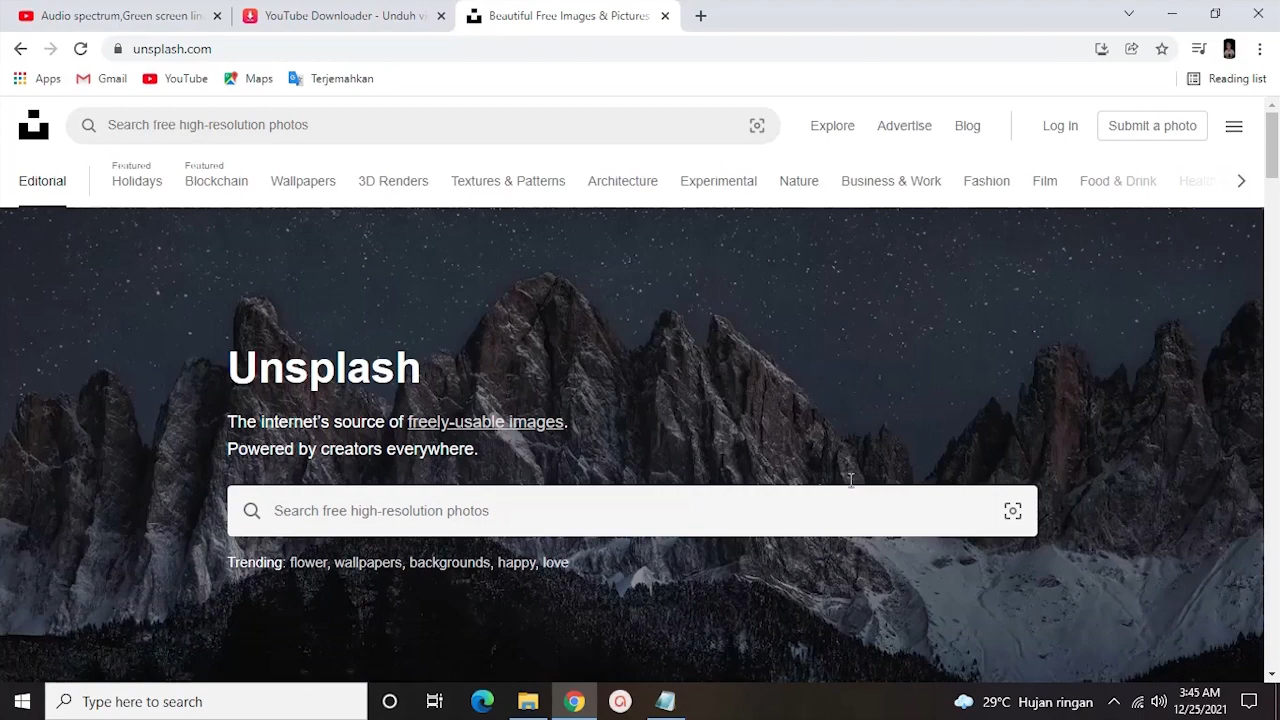 Audio spectrum,Green screen lin
YouTube Downloader - Unduh vi
Beautiful Free Images & Pictures
unsplash.com
Apps
Gmail
YouTube
Maps
Terjemahkan
Reading list
Search free high-resolution photos
Explore
Advertise
Blog
Log in
Submit a photo
Editorial
Featured
Holidays
Featured
Blockchain
Wallpapers
3D Renders
Textures & Patterns
Architecture
Experimental
Nature
Business & Work
Fashion
Film
Food & Drink
Health
Unsplash
The internet's source of freely-usable images.
Powered by creators everywhere.
Search free high-resolution photos
Trending: flower, wallpapers, backgrounds, happy, love
Type here to search
29°C Hujan ringan
3:45 AM
12/25/2021